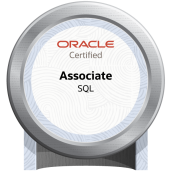 ORACLE
Certified
Associate
SQL